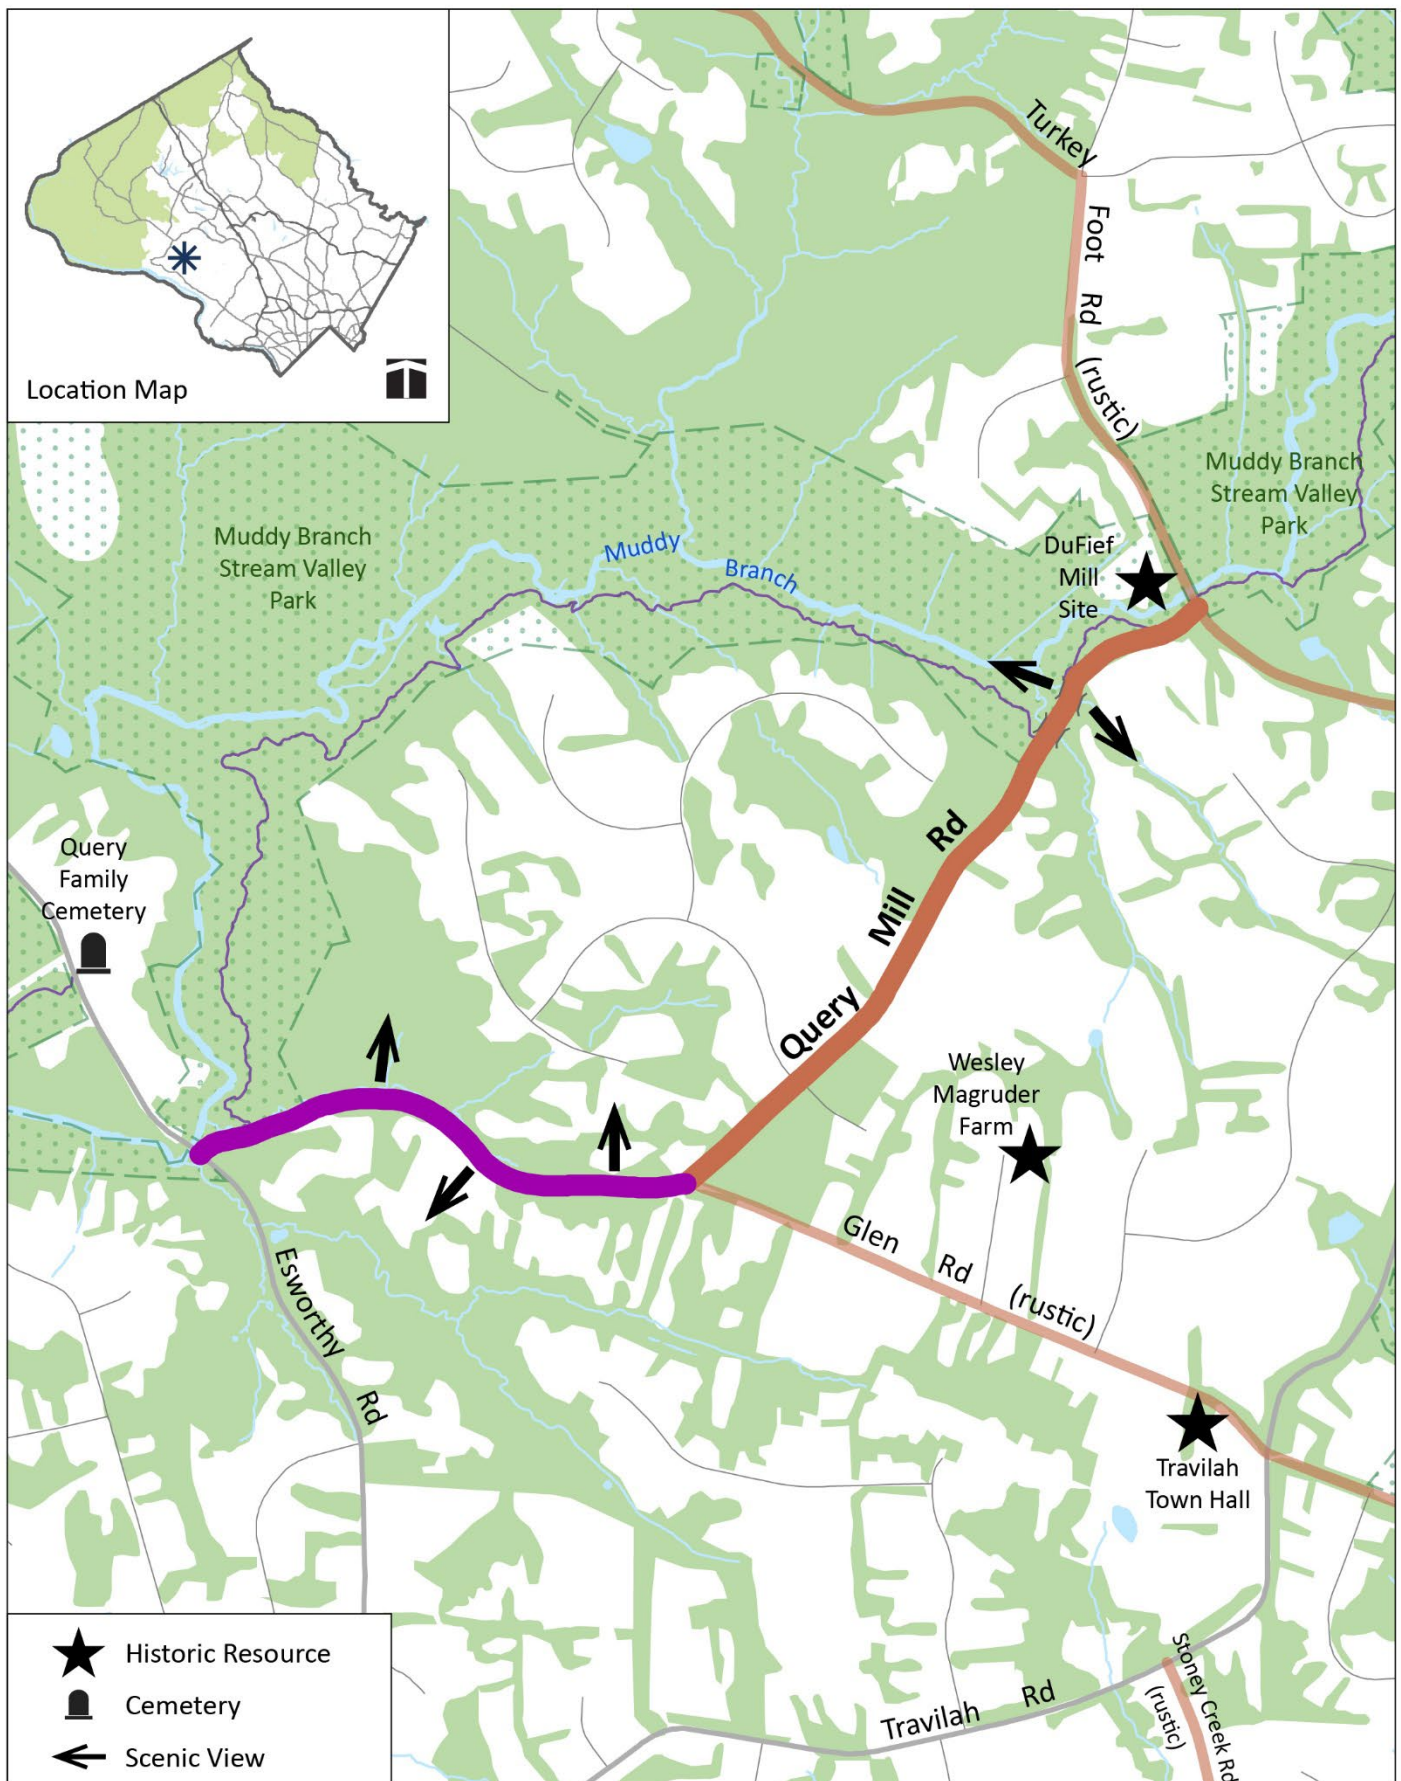 Location Map
Turkey
Foot Rd (rustic)
Muddy Branch
Stream Valley
Park
Muddy Branch
Stream Valley
Park
Muddy Branch
DuFief
Mill
Site
Query
Family
Cemetery
Query Mill Rd
Wesley
Magruder
Farm
Glen Rd (rustic)
Esworthy Rd
Travilah
Town Hall
Travilah Rd
Stoney Creek Rd
(rustic)
Historic Resource
Cemetery
Scenic View